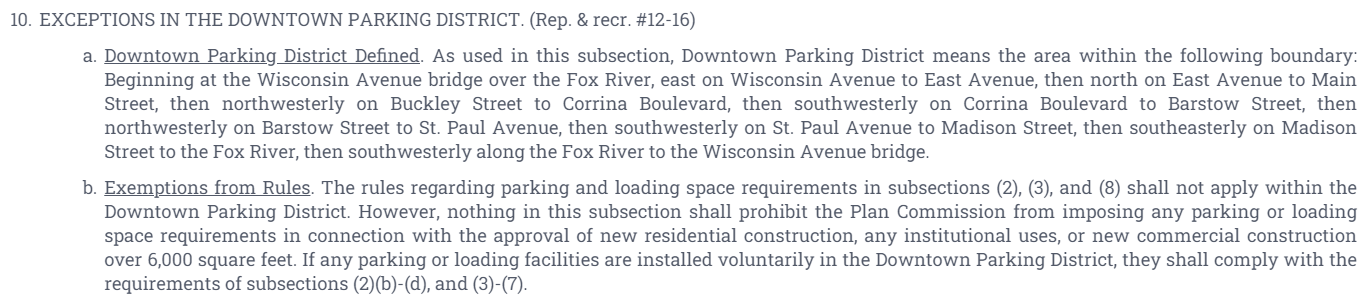 10. EXCEPTIONS IN THE DOWNTOWN PARKING DISTRICT. (Rep. & recr. #12-16)
a. Downtown Parking District Defined. As used in this subsection, Downtown Parking District means the area within the following boundary:
Beginning at the Wisconsin Avenue bridge over the Fox River, east on Wisconsin Avenue to East Avenue, then north on East Avenue to Main
Street, then northwesterly on Buckley Street to Corrina Boulevard, then southwesterly on Corrina Boulevard to Barstow Street, then
northwesterly on Barstow Street to St. Paul Avenue, then southwesterly on St. Paul Avenue to Madison Street, then southeasterly on Madison
Street to the Fox River, then southwesterly along the Fox River to the Wisconsin Avenue bridge.
b. Exemptions from Rules. The rules regarding parking and loading space requirements in subsections (2), (3), and (8) shall not apply within the
Downtown Parking District. However, nothing in this subsection shall prohibit the Plan Commission from imposing any parking or loading
space requirements in connection with the approval of new residential construction, any institutional uses, or new commercial construction
over 6,000 square feet. If any parking or loading facilities are installed voluntarily in the Downtown Parking District, they shall comply with the
requirements of subsections (2)(b)-(d), and (3)-(7).